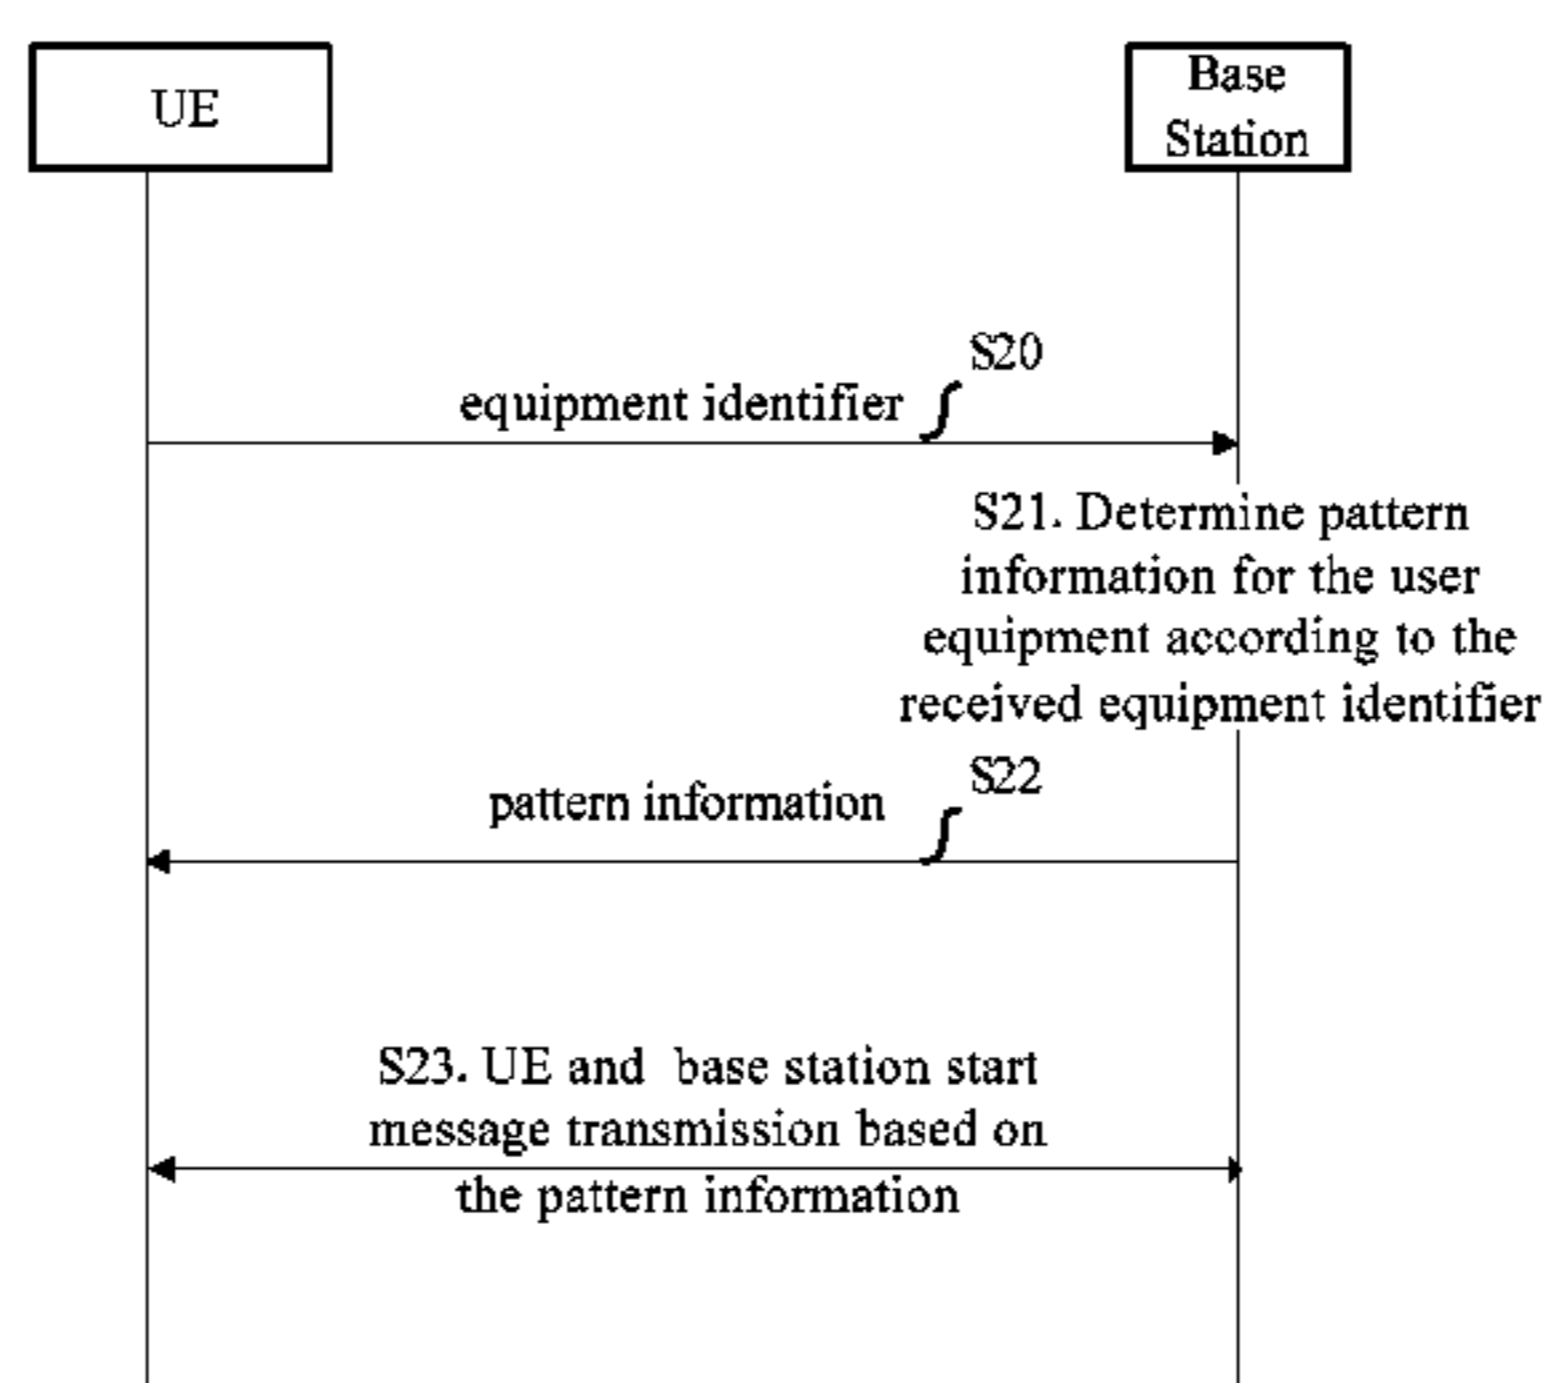 UE
Base
Station
S20
equipment identifier
S21. Determine pattern
information for the user
equipment according to the
received equipment identifier
S22
pattern information
S23. UE and base station start
message transmission based on
the pattern information